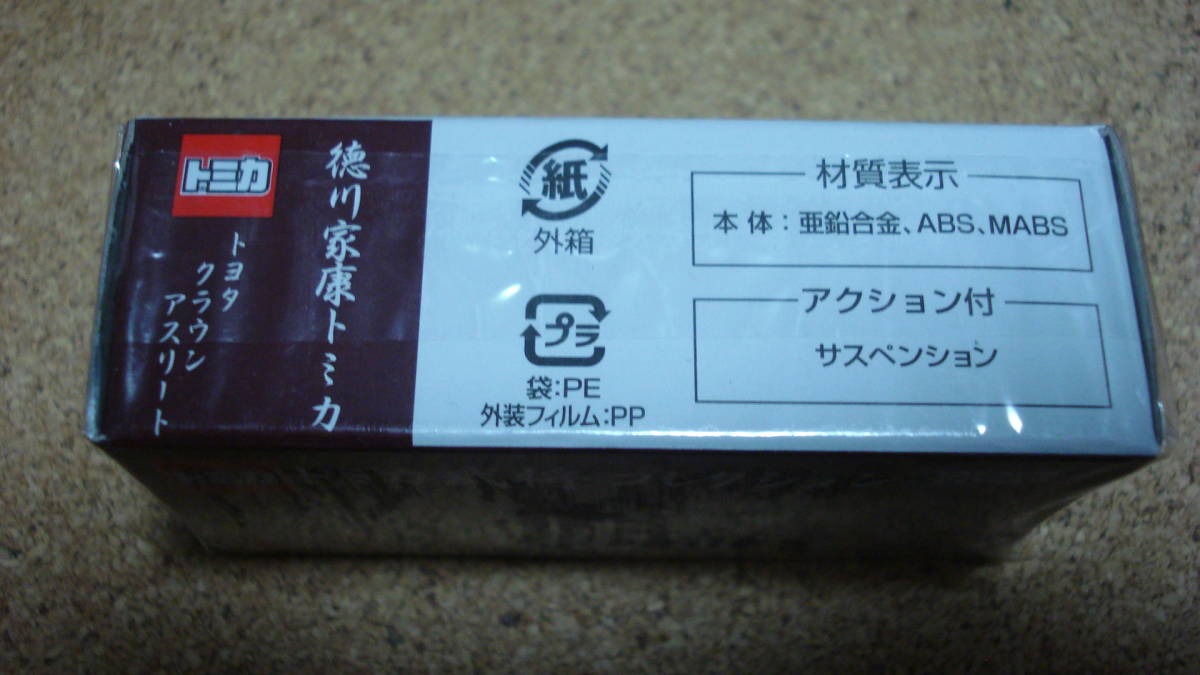 トミカ
徳川家康トミカ
トヨタ
クラウン
アスリート
紙
外箱
プラ
袋:PE
外装フィルム:PP
材質表示
本体:亜鉛合金、ABS、MABS
アクション付
サスペンション